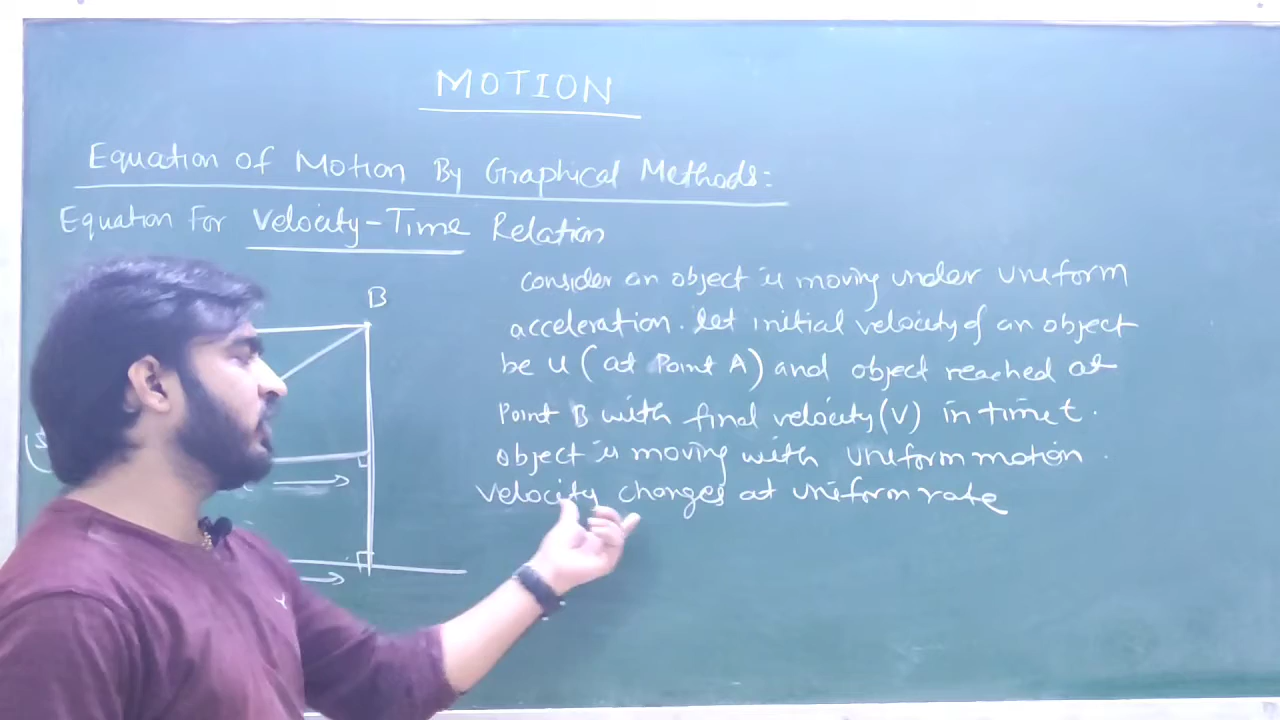 MOTION
Equation of Motion By Graphical Methods:
Equation For Velocity-Time Relation
B
Consider an object is moving under uniform
acceleration. let initial velocity of an object
be u (at Point A) and object reached at
Point B with final velocity (V) in time t.
object is moving with uniform motion.
Velocity changes at uniform rate